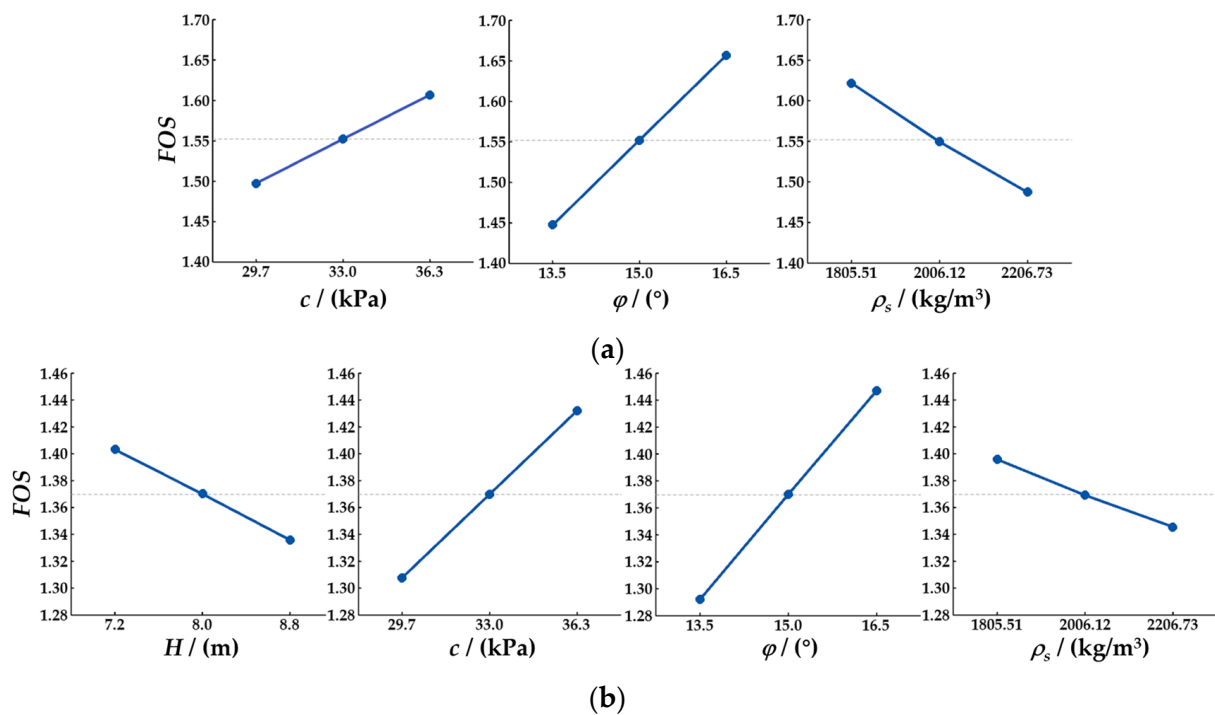 1.70 1.70 1.70
1.65 1.65 1.65
1.60 1.60 1.60
1.55 1.55 1.55
1.50 1.50 1.50
1.45 1.45 1.45
1.40 1.40 1.40
FOS
29.7 33.0 36.3 13.5 15.0 16.5 1805.51 2006.12 2206.73
c / (kPa) φ / (°) ρs / (kg/m³)
(a)
1.46 1.46 1.46 1.46
1.44 1.44 1.44 1.44
1.42 1.42 1.42 1.42
1.40 1.40 1.40 1.40
1.38 1.38 1.38 1.38
1.36 1.36 1.36 1.36
1.34 1.34 1.34 1.34
1.32 1.32 1.32 1.32
1.30 1.30 1.30 1.30
1.28 1.28 1.28 1.28
FOS
7.2 8.0 8.8 29.7 33.0 36.3 13.5 15.0 16.5 1805.51 2006.12 2206.73
H / (m) c / (kPa) φ / (°) ρs / (kg/m³)
(b)